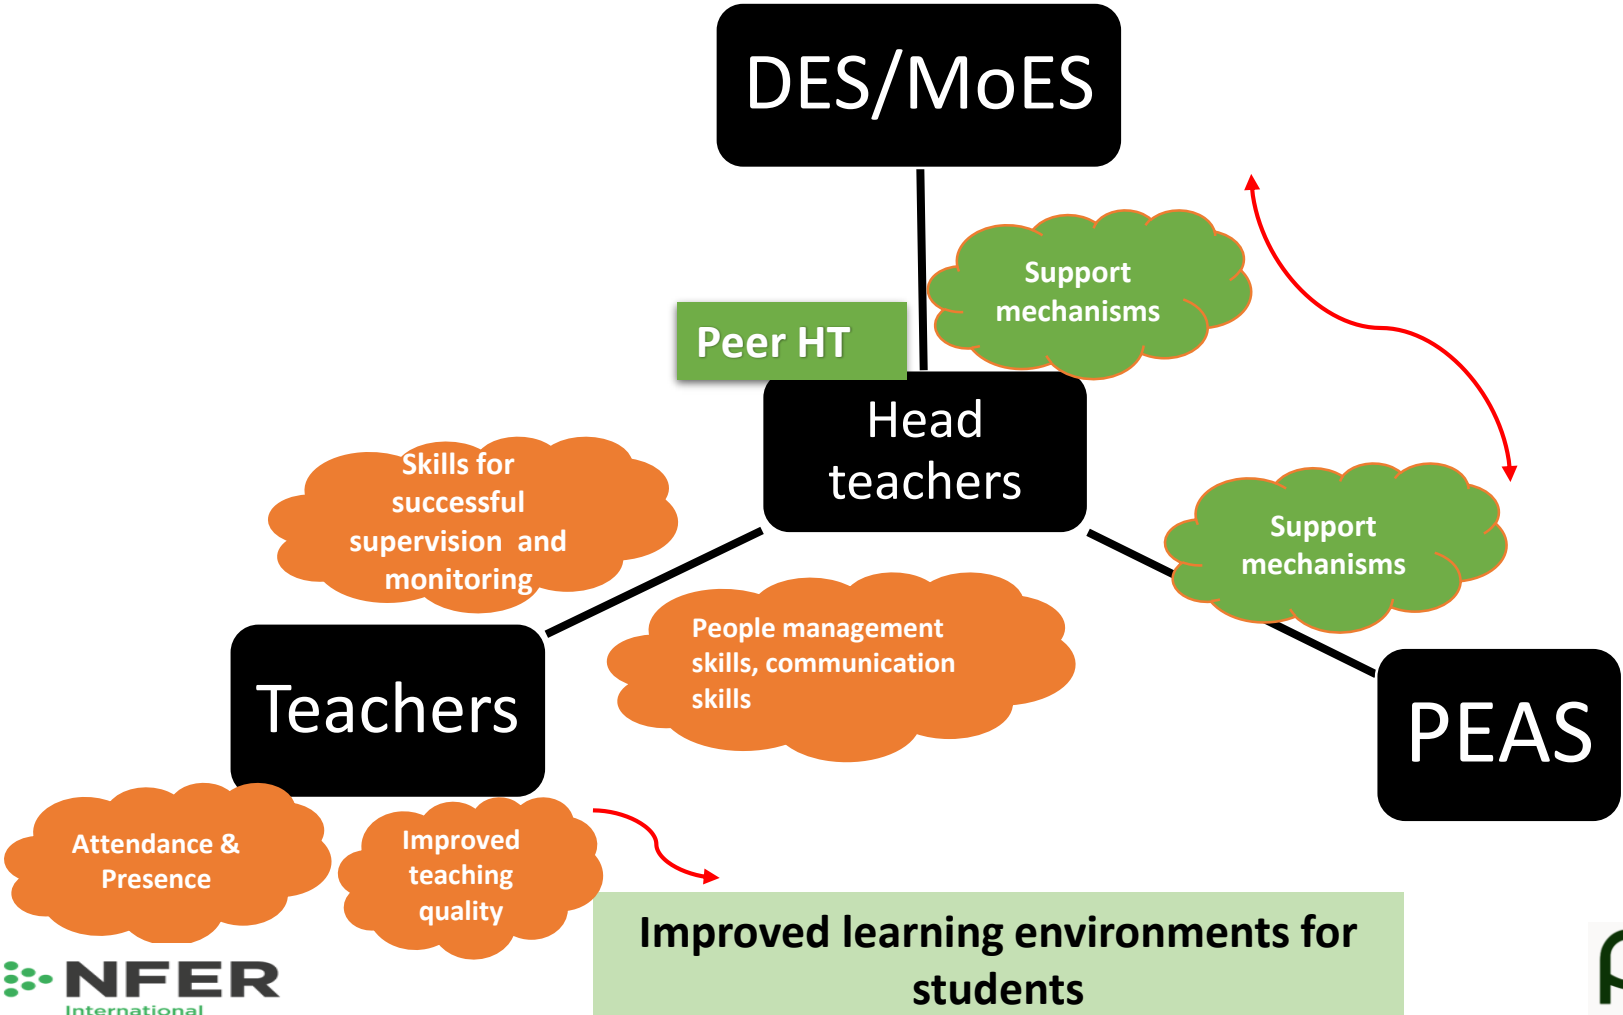 DES/MoES
Support
mechanisms
Peer HT
Head
teachers
Skills for
successful
supervision and
monitoring
Support
mechanisms
People management
skills, communication
skills
Teachers
PEAS
Attendance &
Presence
Improved
teaching
quality
Improved learning environments for
students
NFER
International